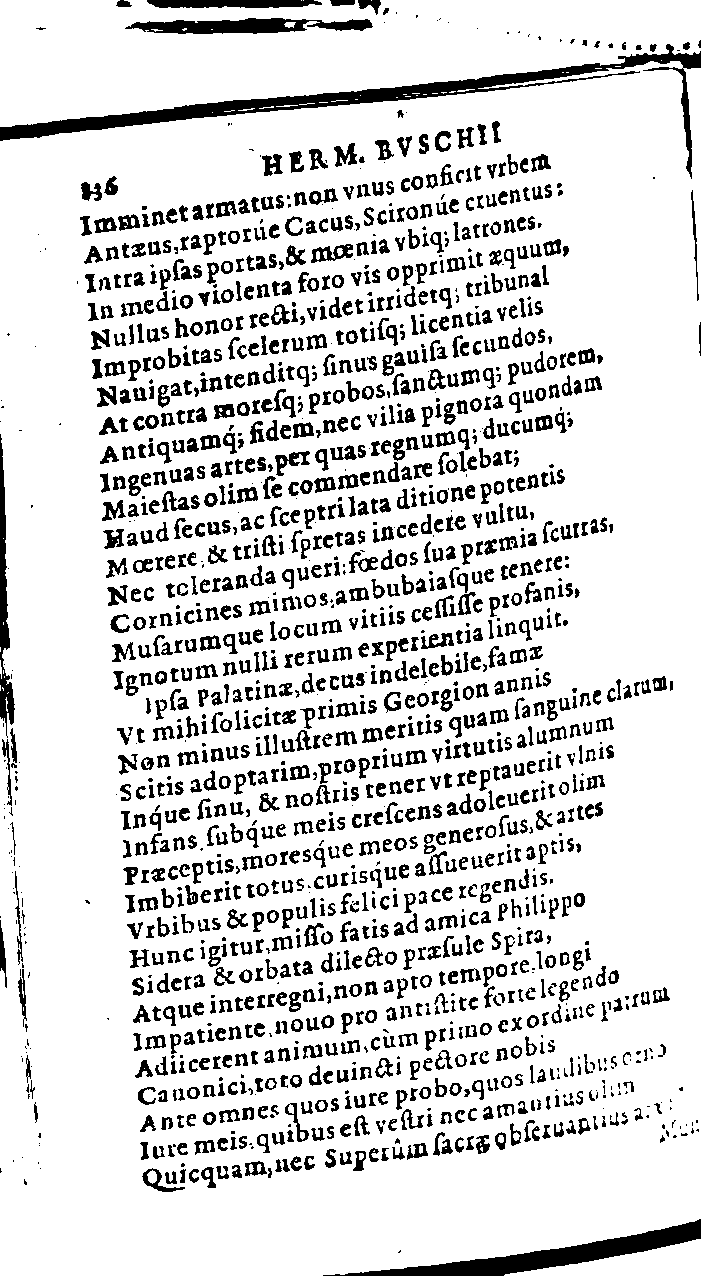 836 HERM. BVSCHII
Imminet armatus: non vnus conficit vrbem
Antæus, raptorúe Cacus, Scironúe cruentus:
Intra ipſas portas, & mœnia vbiq; latrones.
In medio violenta foro vis opprimit æquum,
Nullus honor recti, videt irridetq; tribunal
Improbitas ſcelerum totiſq; licentia velis
Nauigat, intenditq; ſinus gauiſa ſecundos,
At contra moreſq; probos, ſanctumq; pudorem,
Antiquamq́; fidem, nec vilia pignora quondam
Ingenuas artes, per quas regnumq; ducumq;
Maieſtas olim ſe commendare ſolebat;
Haud ſecus, ac ſceptri lata ditione potentis
Mœrere, & triſti ſpretas incedere vultu,
Nec toleranda queri: fœdos ſua præmia ſcurras,
Cornicines mimos, ambubaiaſque tenere:
Muſarumque locum vitiis ceſſiſſe profanis,
Ignotum nulli rerum experientia linquit.
Ipſa Palatinæ, decus indelebile, famæ
Vt mihi ſolicitæ primis Georgion annis
Non minus illuſtrem meritis quam ſanguine clarum,
Scitis adoptarim, proprium virtutis alumnum
Inq́ue ſinu, & noſtris tener vt reptauerit vlnis
Infans, ſubq́ue meis creſcens adoleuerit olim
Præceptis, moresq́ue meos generoſus, & artes
Imbiberit totus, curisq́ue aſſueuerit aptis,
Vrbibus & populis felici pace regendis.
Hunc igitur, miſſo fatis ad amica Philippo
Sidera & orbata dilecto præſule Spira,
Atque interregni, non apto tempore, longi
Impatiente, nouo pro antiſtite forte legendo
Adiicerent animum, cùm primo ex ordine patrum
Canonici, toto deuincti pectore nobis
Ante omnes quos iure probo, quos laudibus orno
Iure meis, quibus eſt veſtri nec amantius olim
Quicquam, nec Superûm ſacræ obſeruantius